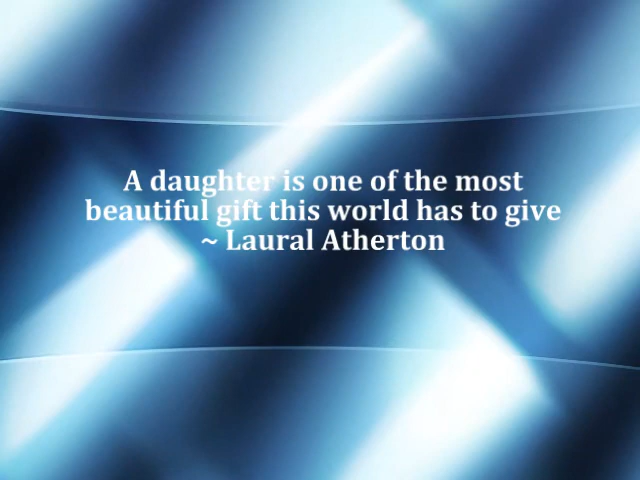 A daughter is one of the most
beautiful gift this world has to give
~ Laural Atherton